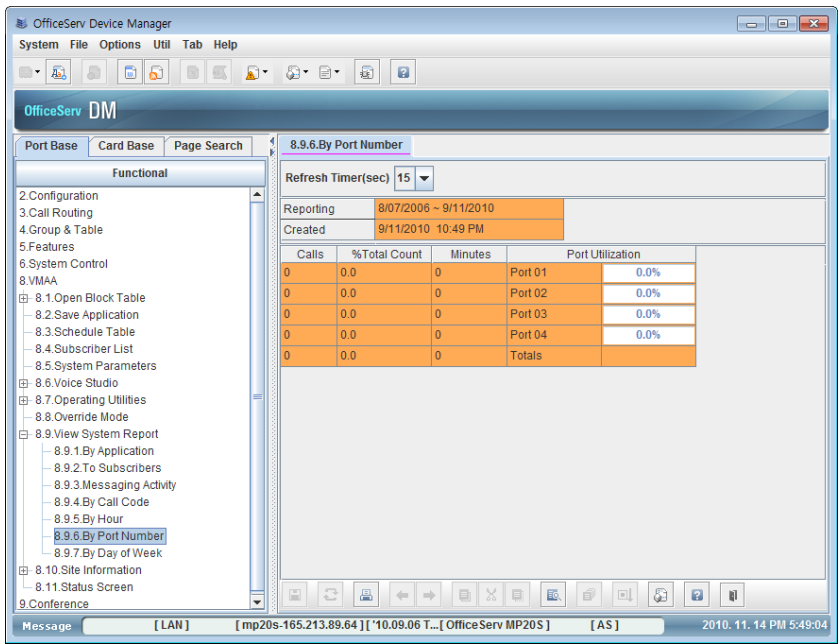 OfficeServ Device Manager
System File Options Util Tab Help
OfficeServ DM
Port Base Card Base Page Search
Functional
2.Configuration
3.Call Routing
4.Group & Table
5.Features
6.System Control
8.VMAA
8.1.Open Block Table
8.2.Save Application
8.3.Schedule Table
8.4.Subscriber List
8.5.System Parameters
8.6.Voice Studio
8.7.Operating Utilities
8.8.Override Mode
8.9.View System Report
8.9.1.By Application
8.9.2.To Subscribers
8.9.3.Messaging Activity
8.9.4.By Call Code
8.9.5.By Hour
8.9.6.By Port Number
8.9.7.By Day of Week
8.10.Site Information
8.11.Status Screen
9.Conference
8.9.6.By Port Number
Refresh Timer(sec) 15
Reporting 8/07/2006 ~ 9/11/2010
Created 9/11/2010 10:49 PM
Calls %Total Count Minutes Port Utilization
0 0.0 0 Port 01 0.0%
0 0.0 0 Port 02 0.0%
0 0.0 0 Port 03 0.0%
0 0.0 0 Port 04 0.0%
0 0.0 0 Totals
Message [ LAN ] [ mp20s-165.213.89.64 ] [ '10.09.06 T...[ OfficeServ MP20S ] [ AS ] 2010. 11. 14 PM 5:49:04